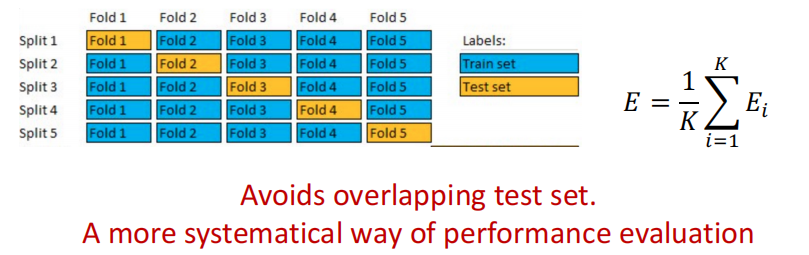 Fold 1 Fold 2 Fold 3 Fold 4 Fold 5
Split 1 Fold 1 Fold 2 Fold 3 Fold 4 Fold 5
Split 2 Fold 1 Fold 2 Fold 3 Fold 4 Fold 5
Split 3 Fold 1 Fold 2 Fold 3 Fold 4 Fold 5
Split 4 Fold 1 Fold 2 Fold 3 Fold 4 Fold 5
Split 5 Fold 1 Fold 2 Fold 3 Fold 4 Fold 5
Labels:
Train set
Test set
E = \frac{1}{K} \sum_{i=1}^{K} E_i
Avoids overlapping test set.
A more systematical way of performance evaluation